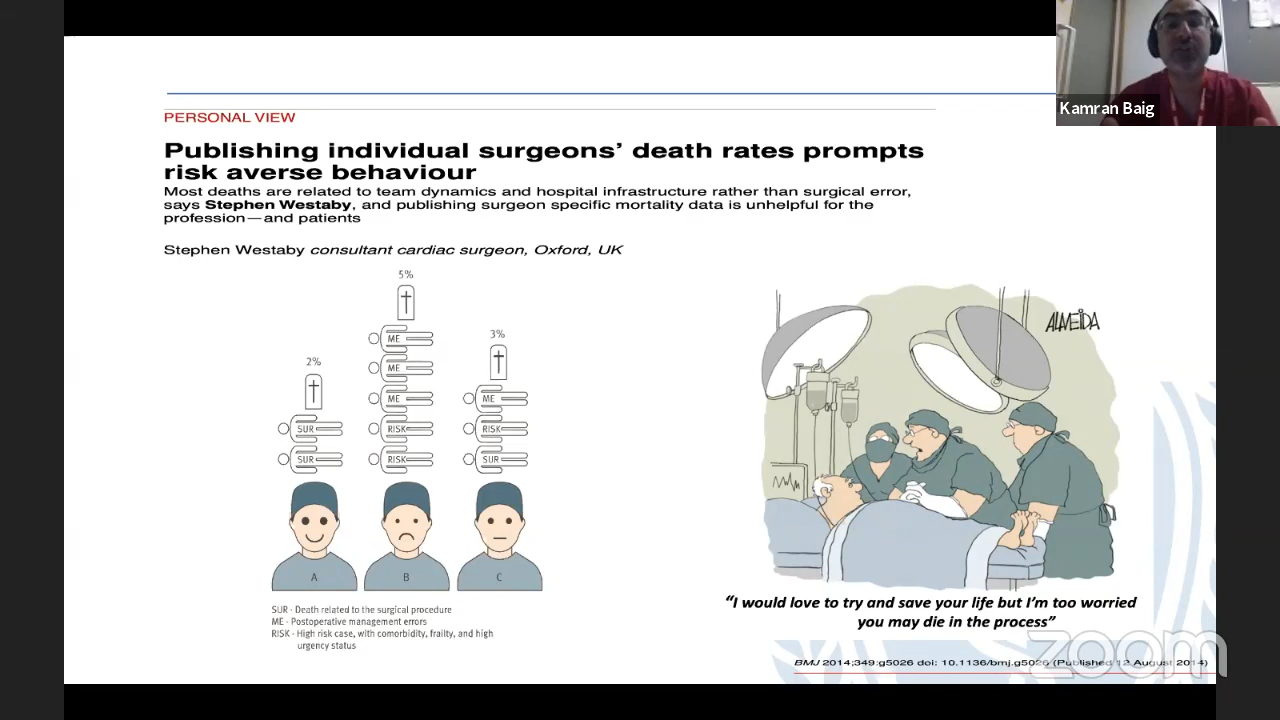 Kamran Baig
PERSONAL VIEW
Publishing individual surgeons’ death rates prompts
risk averse behaviour
Most deaths are related to team dynamics and hospital infrastructure rather than surgical error,
says Stephen Westaby, and publishing surgeon specific mortality data is unhelpful for the
profession—and patients
Stephen Westaby consultant cardiac surgeon, Oxford, UK
5%
3%
2%
ME
ME
ME
ME
SUR
RISK
RISK
SUR
RISK
SUR
A
B
C
SUR - Death related to the surgical procedure
ME - Postoperative management errors
RISK - High risk case, with comorbidity, frailty, and high
urgency status
ALMEIDA
“I would love to try and save your life but I’m too worried
you may die in the process”
BMJ 2014;349:g5026 doi: 10.1136/bmj.g5026 (Published 12 August 2014)
zoom